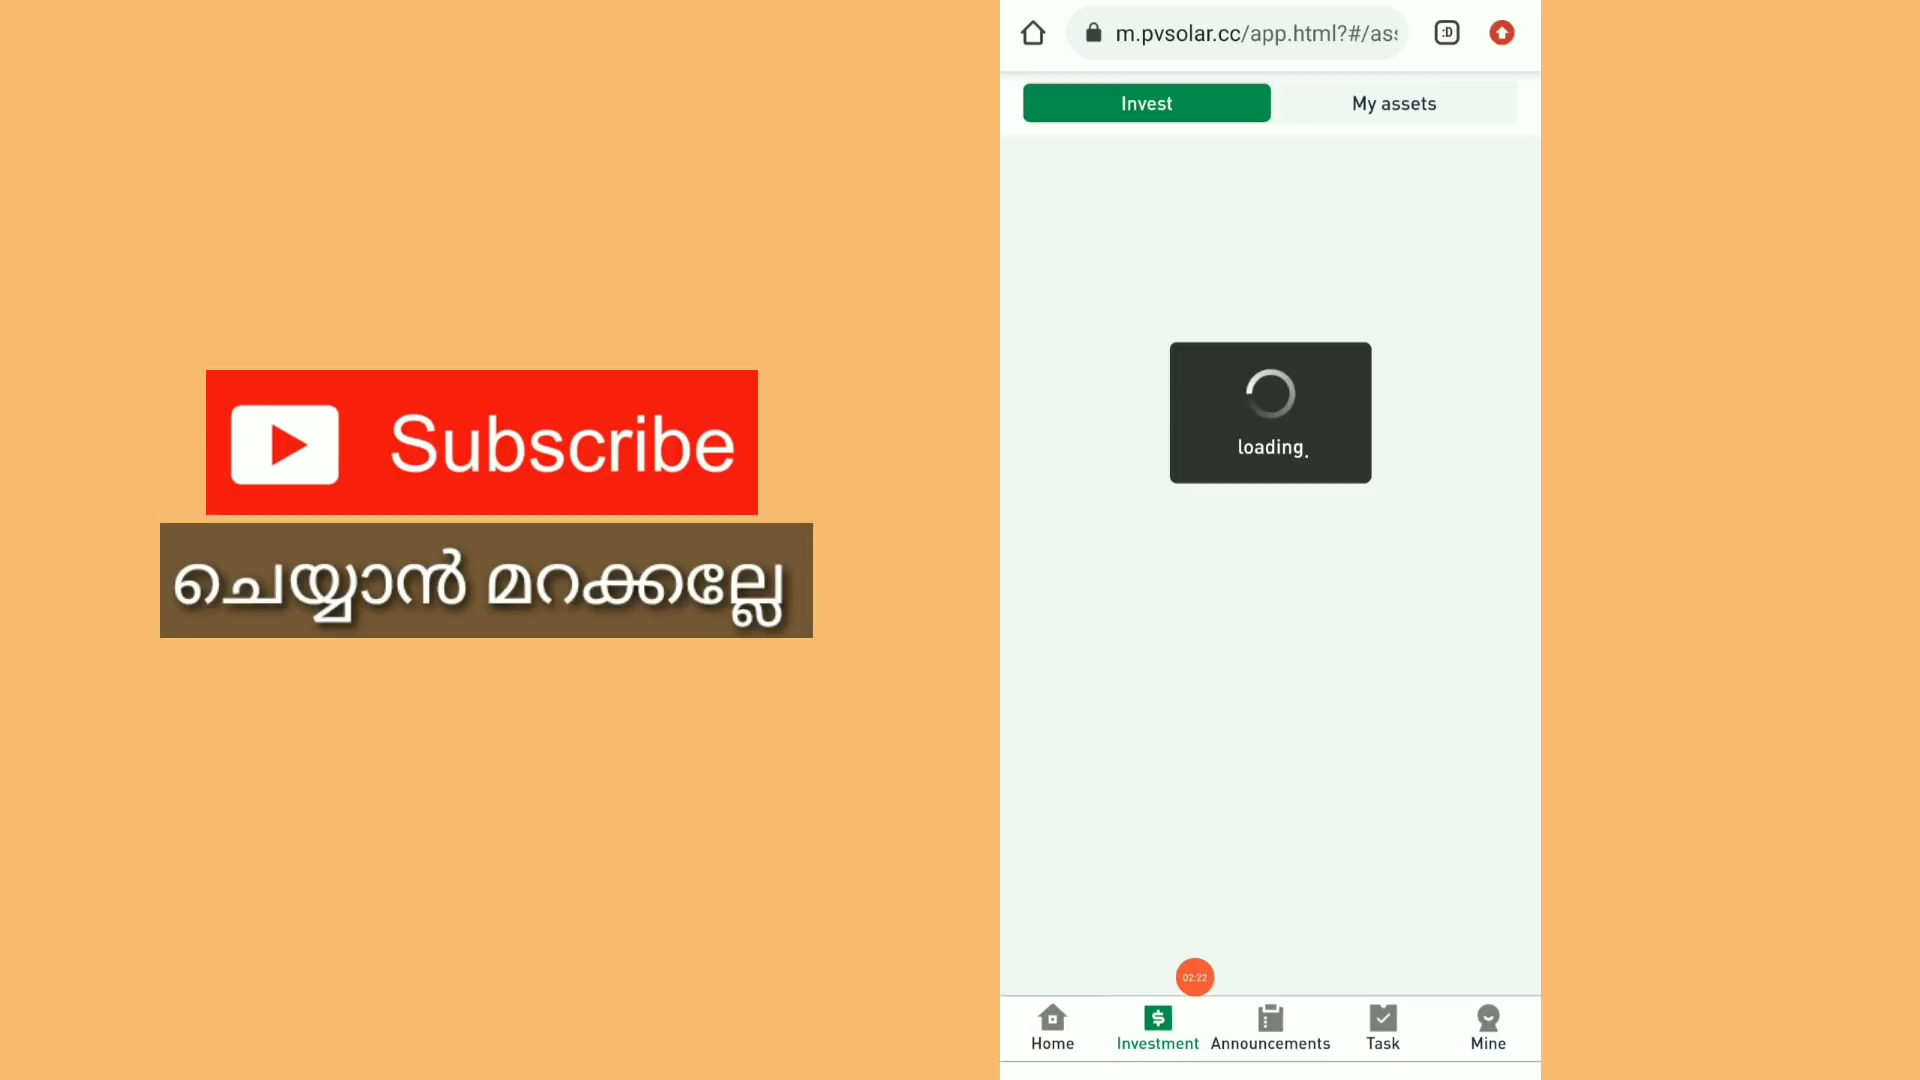 m.pvsolar.cc/app.html?#/as
:D
Invest
My assets
loading.
Subscribe
ചെയ്യാൻ മറക്കല്ലേ
02:22
Home
Investment
Announcements
Task
Mine